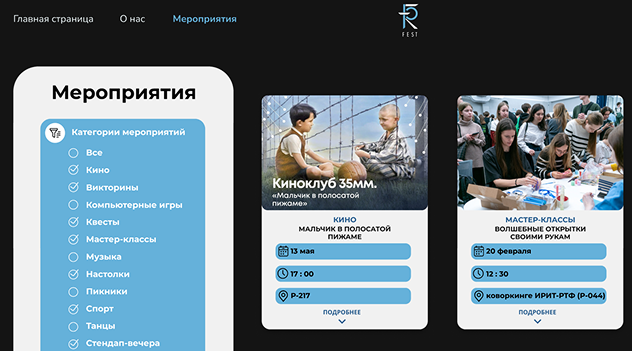 Главная страница
О нас
Мероприятия
FEST
Мероприятия
Категории мероприятий
Все
Кино
Викторины
Компьютерные игры
Квесты
Мастер-классы
Музыка
Настолки
Пикники
Спорт
Танцы
Стендап-вечера
Киноклуб 35мм.
«Мальчик в полосатой
пижаме»
КИНО
МАЛЬЧИК В ПОЛОСАТОЙ
ПИЖАМЕ
13 мая
17 : 00
Р-217
ПОДРОБНЕЕ
МАСТЕР-КЛАССЫ
ВОЛШЕБНЫЕ ОТКРЫТКИ
СВОИМИ РУКАМ
20 февраля
12 : 30
коворкинге ИРИТ-РТФ (Р-044)
ПОДРОБНЕЕ